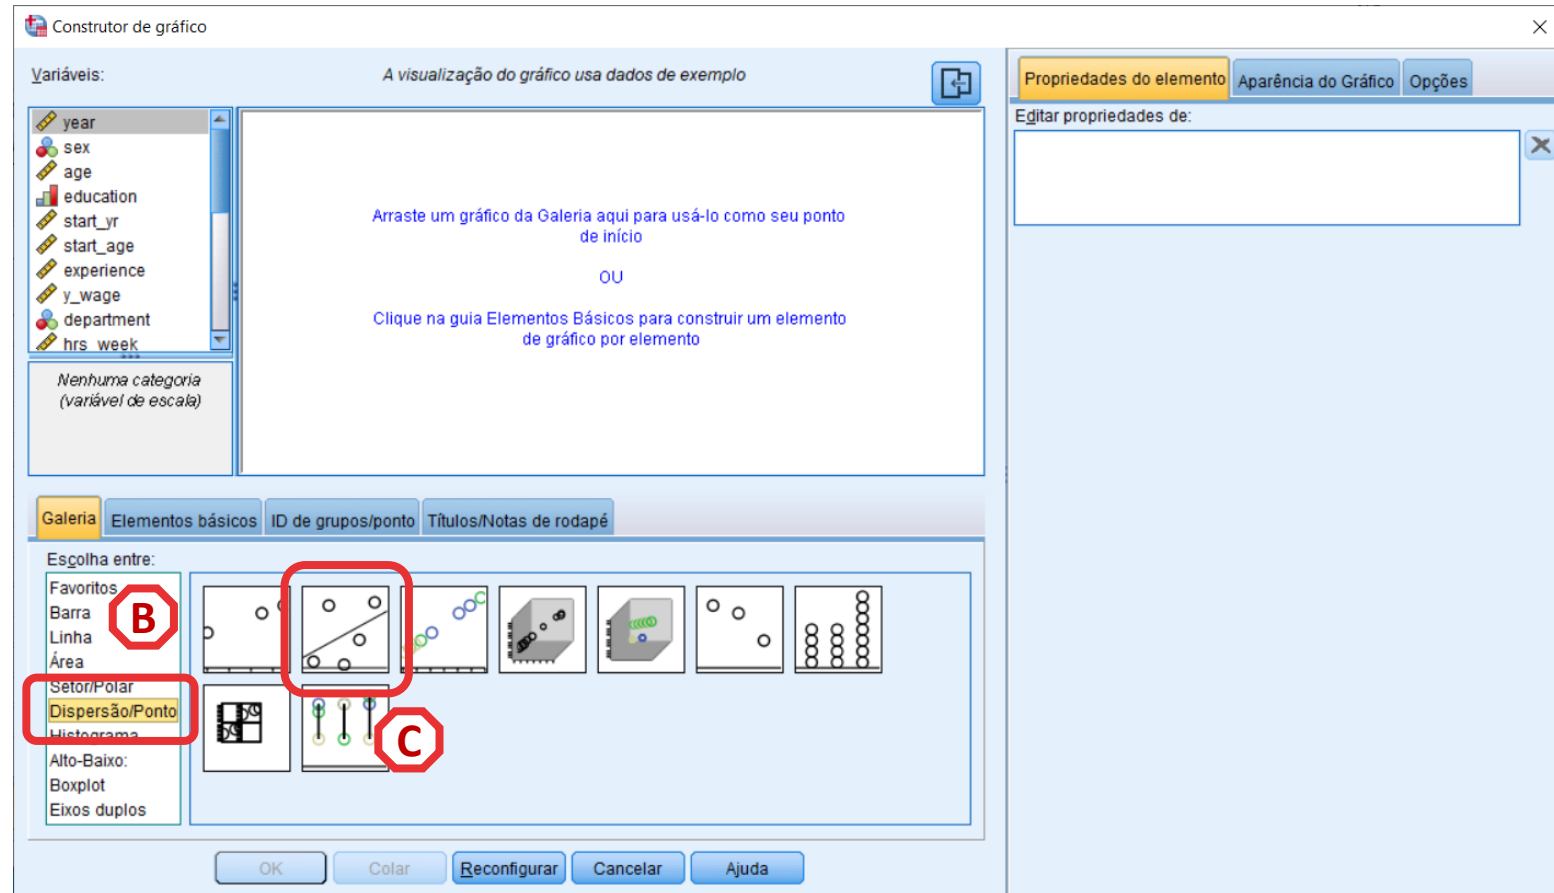 Construtor de gráfico
Variáveis:
A visualização do gráfico usa dados de exemplo
year
sex
age
education
start_yr
start_age
experience
y_wage
department
hrs_week
Nenhuma categoria
(variável de escala)
Arraste um gráfico da Galeria aqui para usá-lo como seu ponto
de início
OU
Clique na guia Elementos Básicos para construir um elemento
de gráfico por elemento
Propriedades do elemento
Aparência do Gráfico
Opções
Editar propriedades de:
Galeria
Elementos básicos
ID de grupos/ponto
Títulos/Notas de rodapé
Escolha entre:
Favoritos
Barra
Linha
Área
Setor/Polar
Dispersão/Ponto
Histograma
Alto-Baixo:
Boxplot
Eixos duplos
B
C
OK
Colar
Reconfigurar
Cancelar
Ajuda